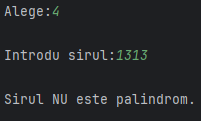 Alege:4
Introdu sirul:1313
Sirul NU este palindrom.